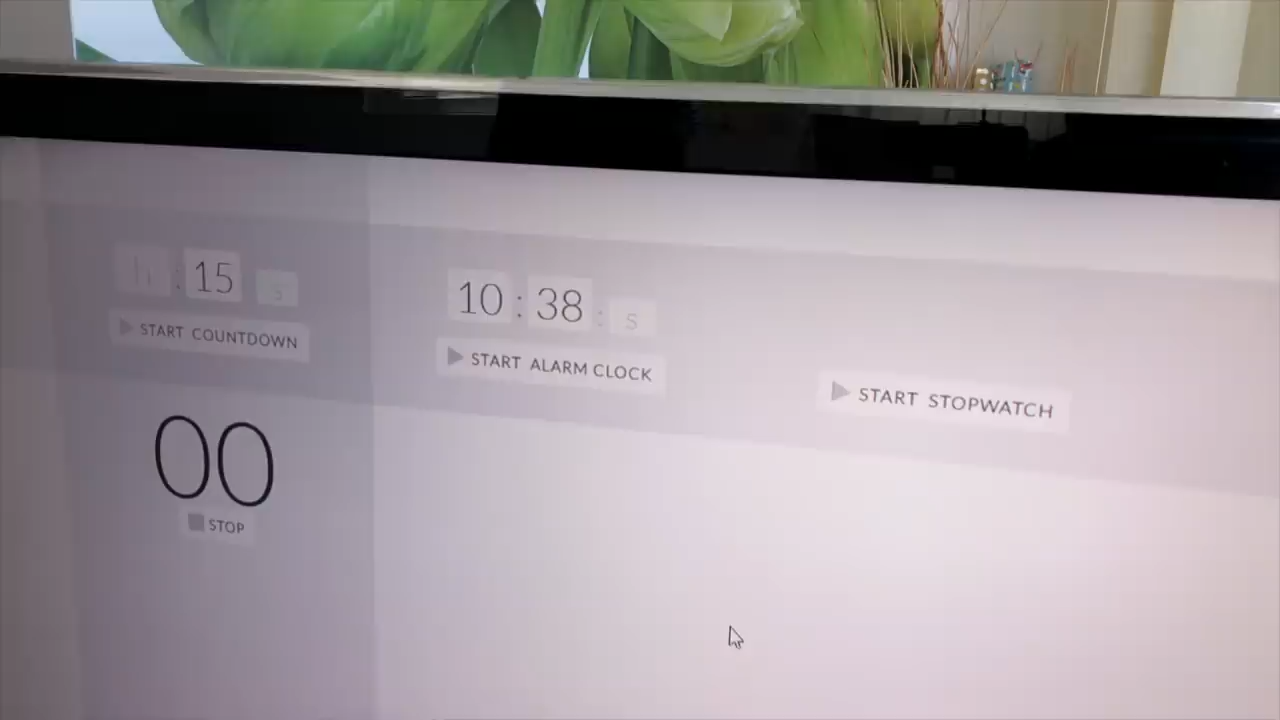 h : 15 s
START COUNTDOWN
00
STOP
10 : 38 : s
START ALARM CLOCK
START STOPWATCH